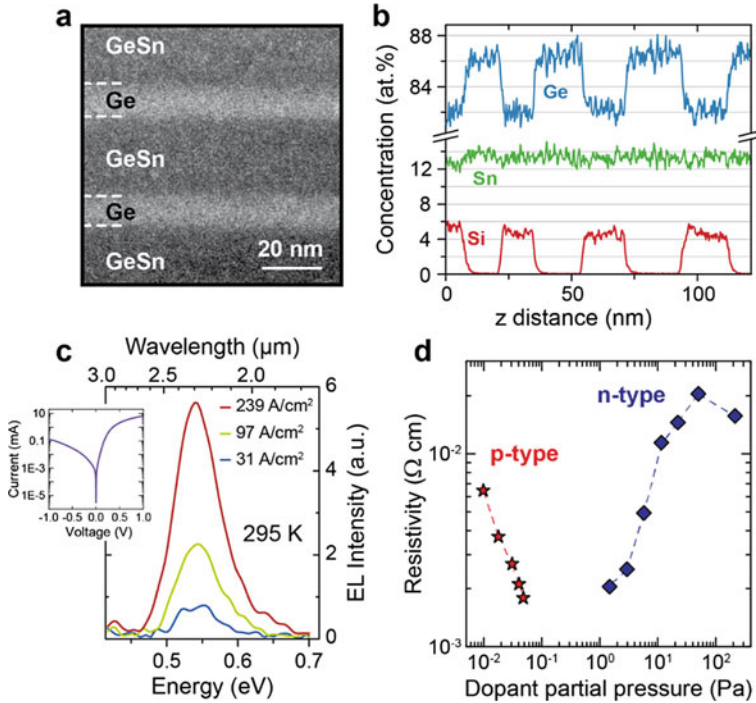 a
GeSn
Ge
GeSn
Ge
GeSn
20 nm
b
Concentration (at.%)
88
84
12
8
4
0
Ge
Sn
Si
0
50
100
z distance (nm)
c
Wavelength (µm)
3.0
2.5
2.0
239 A/cm²
97 A/cm²
31 A/cm²
295 K
EL Intensity (a.u.)
6
4
2
0
0.5
0.6
0.7
Energy (eV)
Current (mA)
10
0.1
1E-3
1E-5
-1.0
-0.5
0.0
0.5
1.0
Voltage (V)
d
Resistivity (Ω cm)
10⁻²
10⁻³
p-type
n-type
10⁻²
10⁻¹
10⁰
10¹
10²
Dopant partial pressure (Pa)